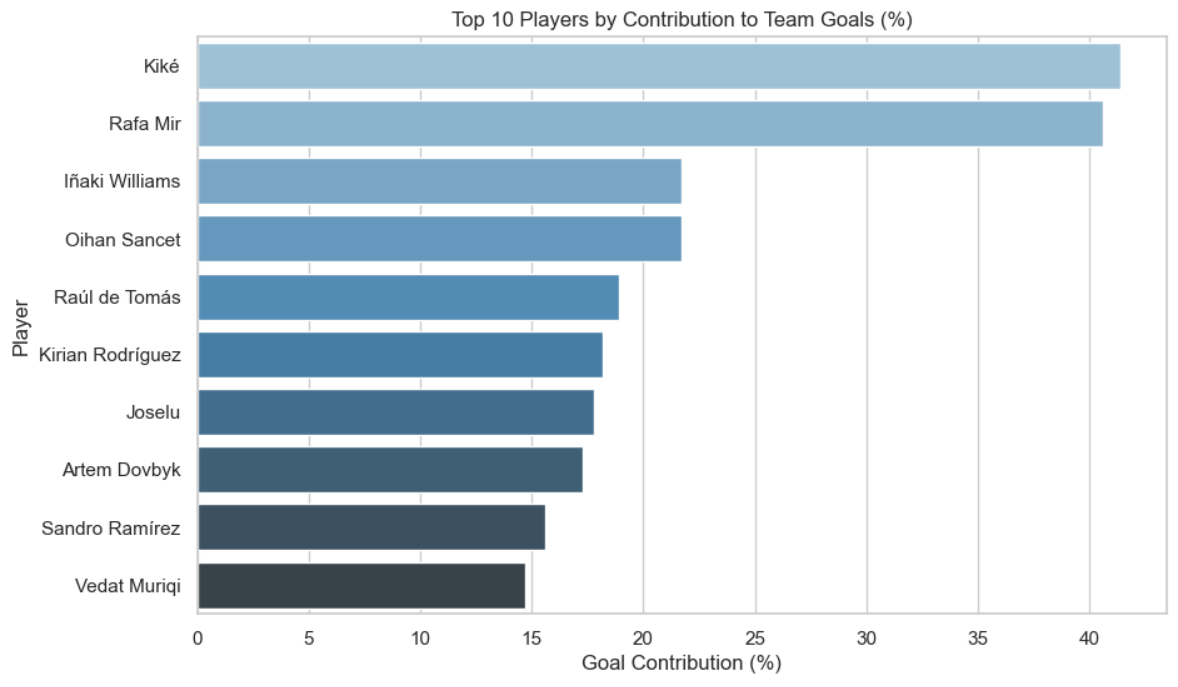 Top 10 Players by Contribution to Team Goals (%)
Player
Kiké
Rafa Mir
Iñaki Williams
Oihan Sancet
Raúl de Tomás
Kirian Rodríguez
Joselu
Artem Dovbyk
Sandro Ramírez
Vedat Muriqi
0 5 10 15 20 25 30 35 40
Goal Contribution (%)